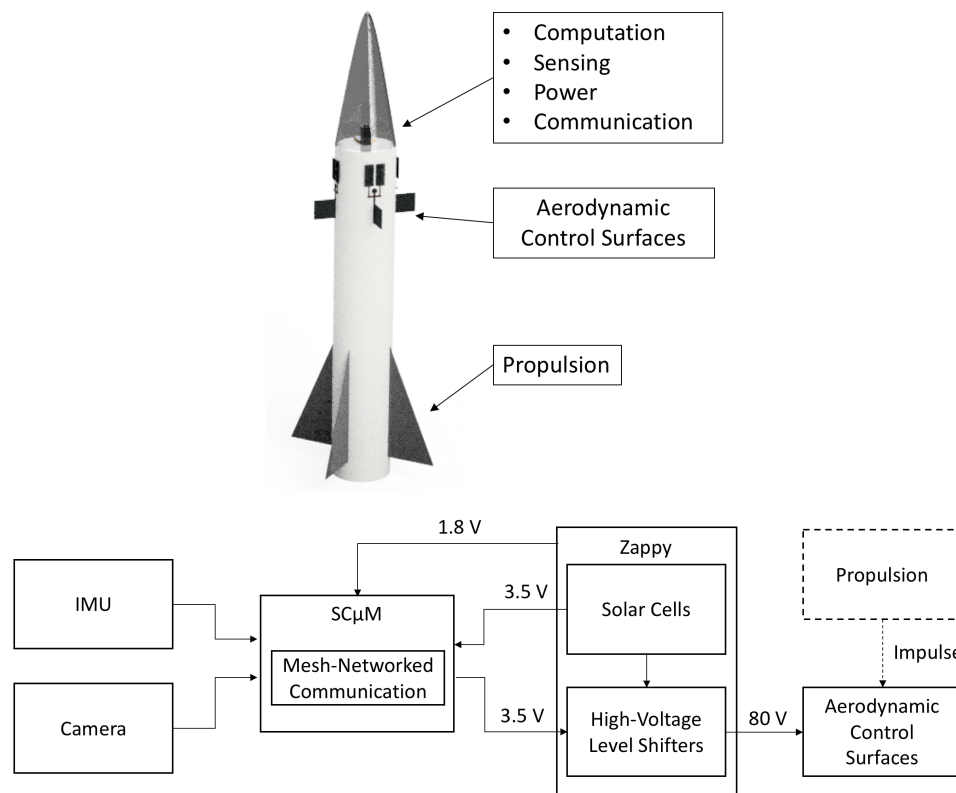 • Computation
• Sensing
• Power
• Communication
Aerodynamic
Control Surfaces
Propulsion
1.8 V
Zappy
Propulsion
IMU
SCµM
3.5 V
Solar Cells
Mesh-Networked
Communication
Impulse
Camera
3.5 V
High-Voltage
Level Shifters
80 V
Aerodynamic
Control
Surfaces